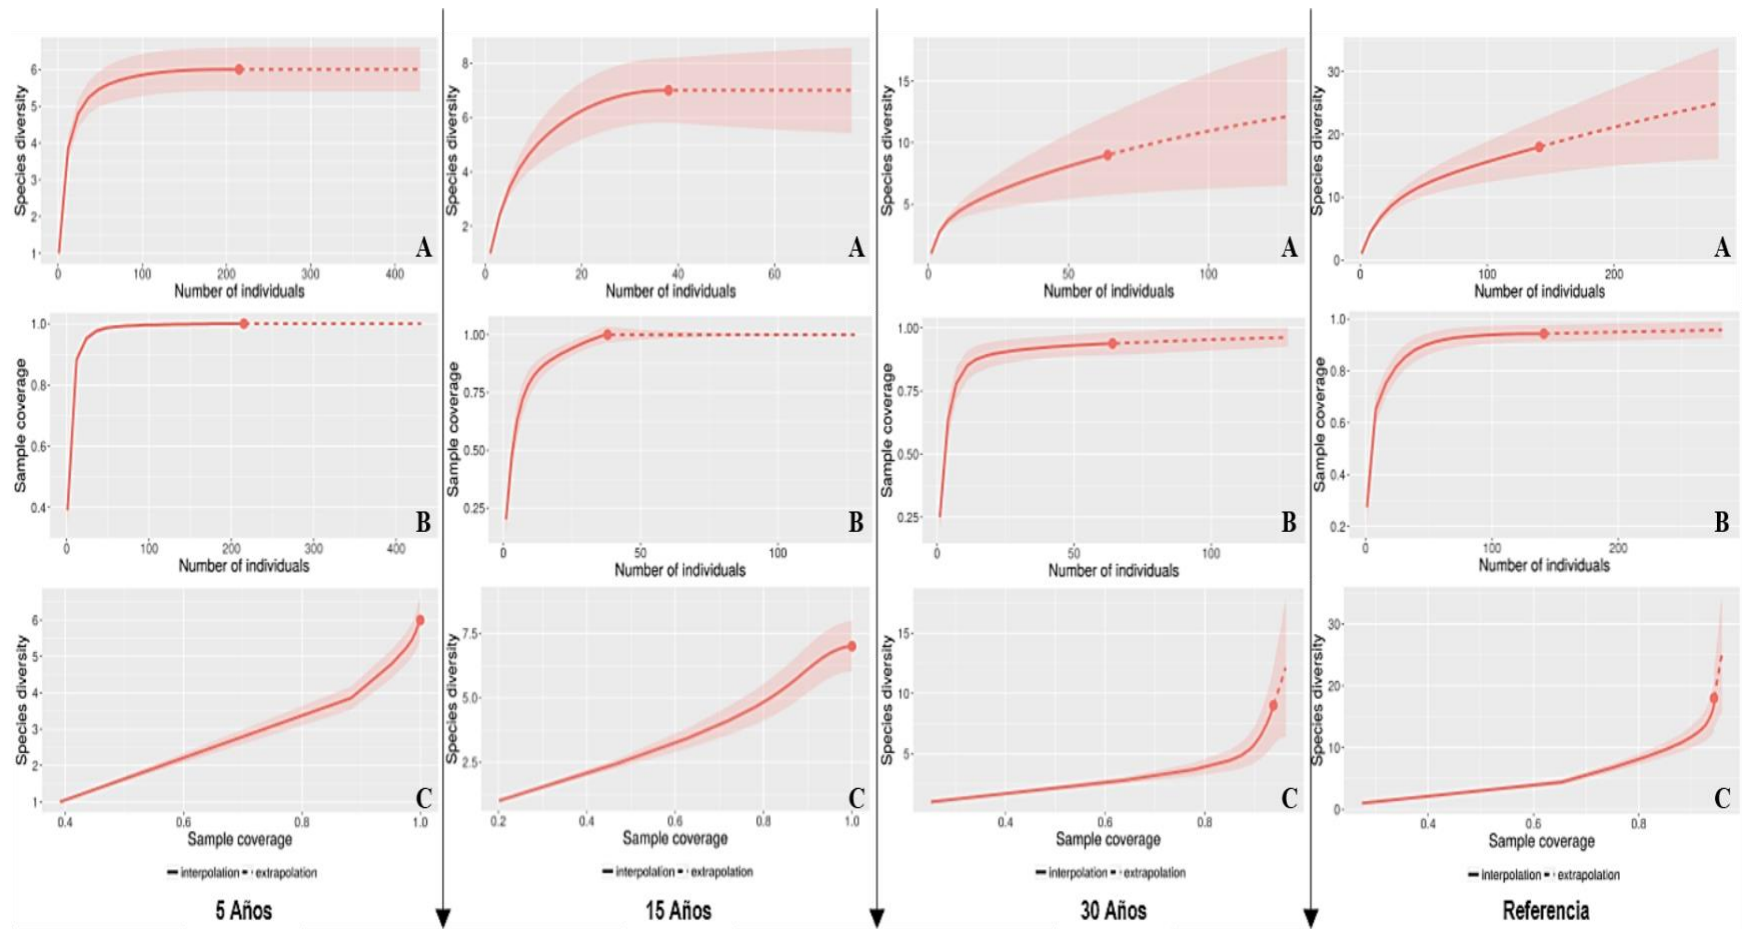 Species diversity
6
5
4
3
2
1
0 100 200 300 400
Number of individuals
A
Species diversity
8
6
4
2
0 20 40 60
Number of individuals
A
Species diversity
15
10
5
0 50 100
Number of individuals
A
Species diversity
30
20
10
0
0 100 200
Number of individuals
A
Sample coverage
1.0
0.8
0.6
0.4
0 100 200 300 400
Number of individuals
B
Sample coverage
1.00
0.75
0.50
0.25
0 50 100
Number of individuals
B
Sample coverage
1.00
0.75
0.50
0.25
0 50 100
Number of individuals
B
Sample coverage
1.0
0.8
0.6
0.4
0.2
0 100 200
Number of individuals
B
Species diversity
6
5
4
3
2
1
0.4 0.6 0.8 1.0
Sample coverage
C
Species diversity
7.5
5.0
2.5
0.2 0.4 0.6 0.8 1.0
Sample coverage
C
Species diversity
15
10
5
0.4 0.6 0.8
Sample coverage
C
Species diversity
30
20
10
0
0.4 0.6 0.8
Sample coverage
C
interpolation extrapolation
interpolation extrapolation
interpolation extrapolation
interpolation extrapolation
5 Años
15 Años
30 Años
Referencia